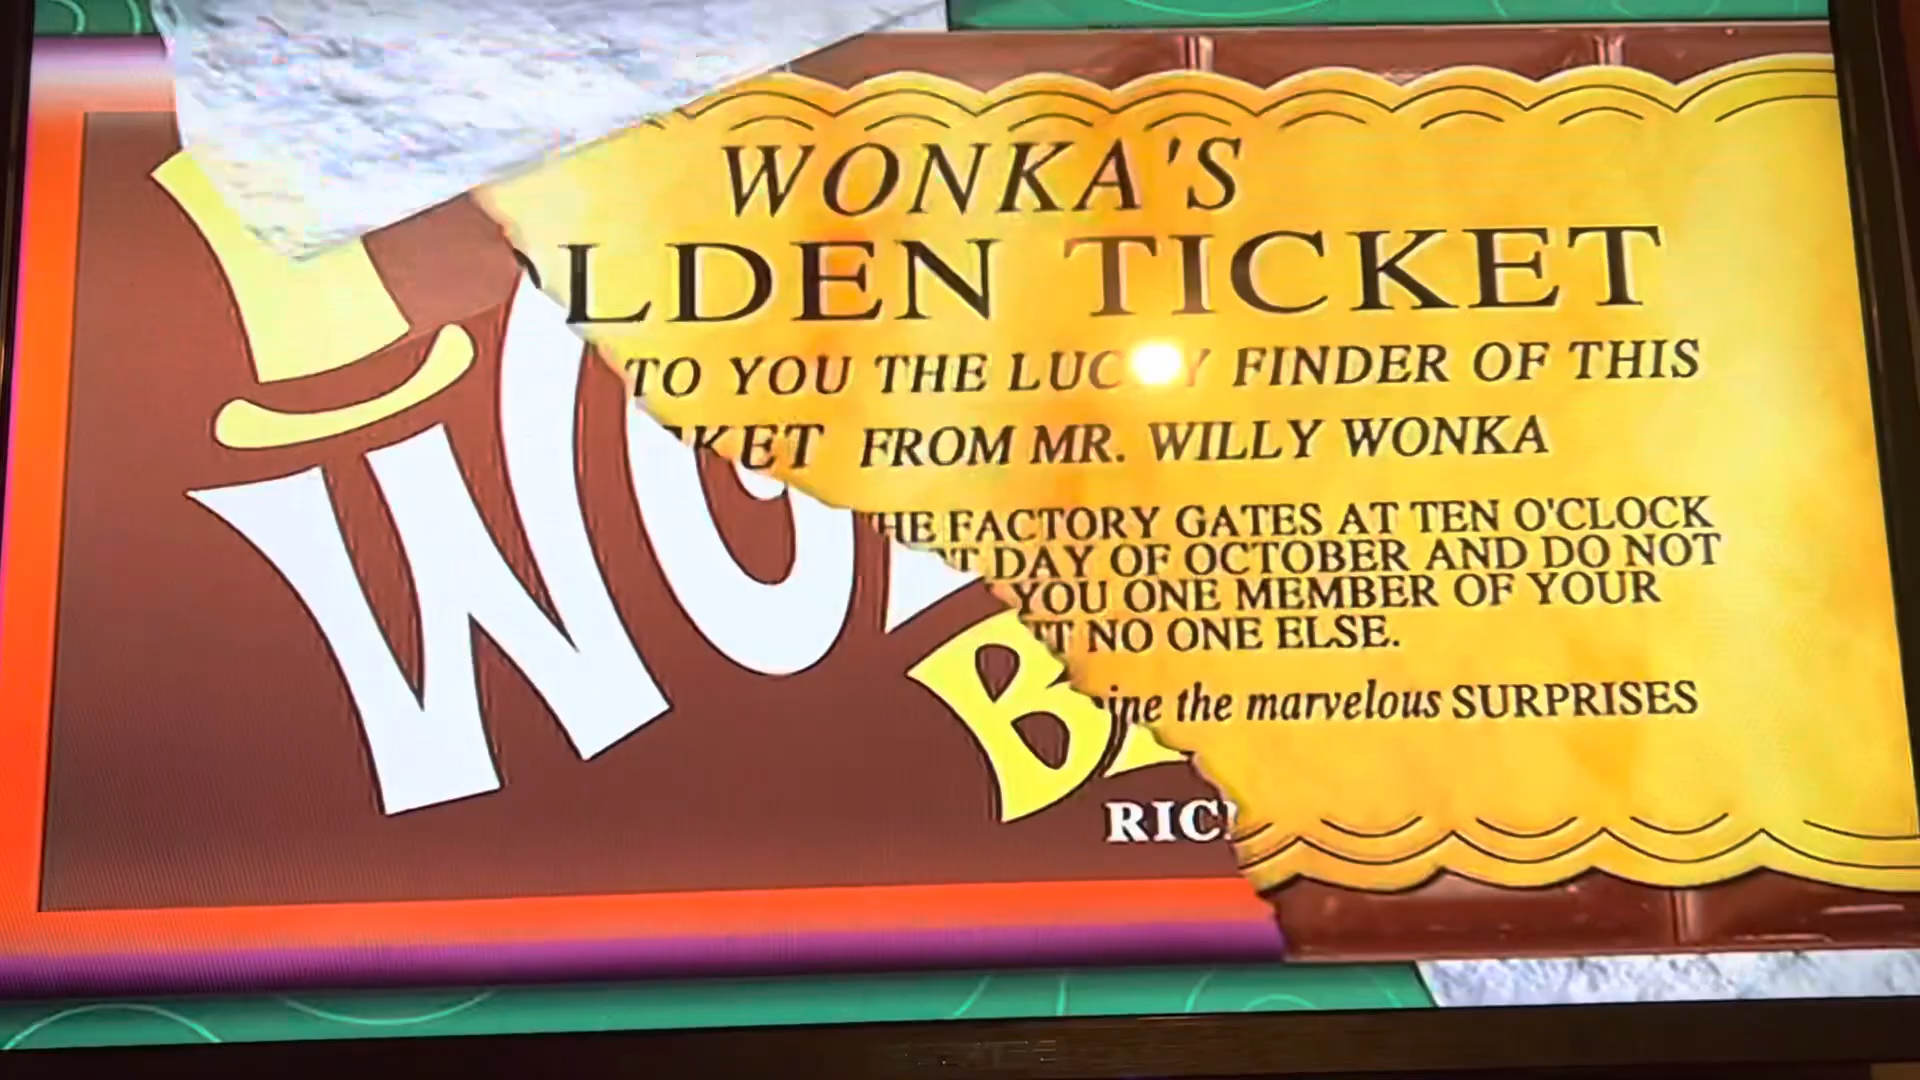 WONKA'S
OLDEN TICKET
TO YOU THE FINDER OF THIS
KET FROM MR. WILLY WONKA
HE FACTORY GATES AT TEN O'CLOCK
T DAY OF OCTOBER AND DO NOT
YOU ONE MEMBER OF YOUR
T NO ONE ELSE.
ine the marvelous SURPRISES
WO
B
RIC